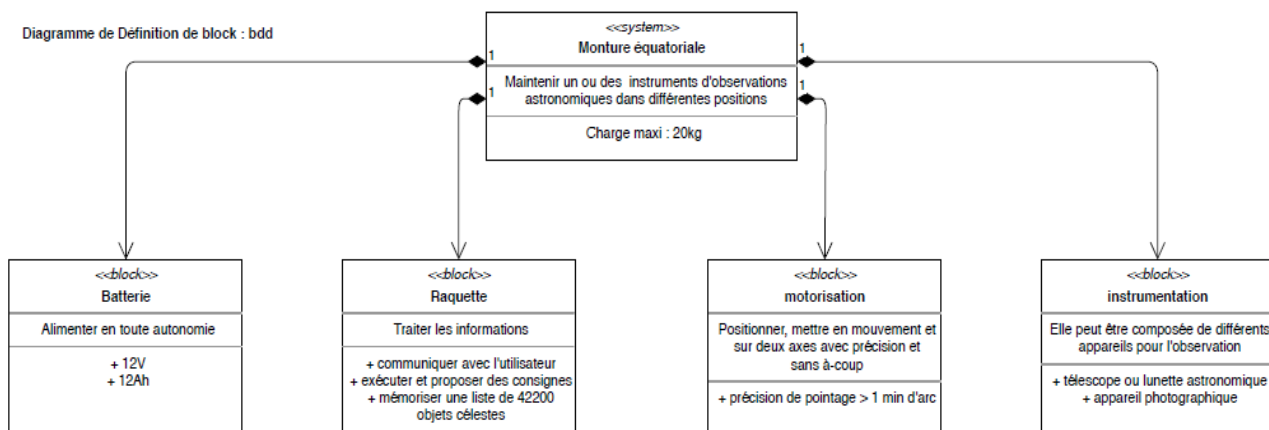 Diagramme de Définition de block : bdd
<<system>>
Monture équatoriale
Maintenir un ou des instruments d'observations
astronomiques dans différentes positions
Charge maxi : 20kg
1
1
1
1
<<block>>
Batterie
Alimenter en toute autonomie
+ 12V
+ 12Ah
<<block>>
Raquette
Traiter les informations
+ communiquer avec l'utilisateur
+ exécuter et proposer des consignes
+ mémoriser une liste de 42200
objets célestes
<<block>>
motorisation
Positionner, mettre en mouvement et
sur deux axes avec précision et
sans à-coup
+ précision de pointage > 1 min d'arc
<<block>>
instrumentation
Elle peut être composée de différents
appareils pour l'observation
+ télescope ou lunette astronomique
+ appareil photographique